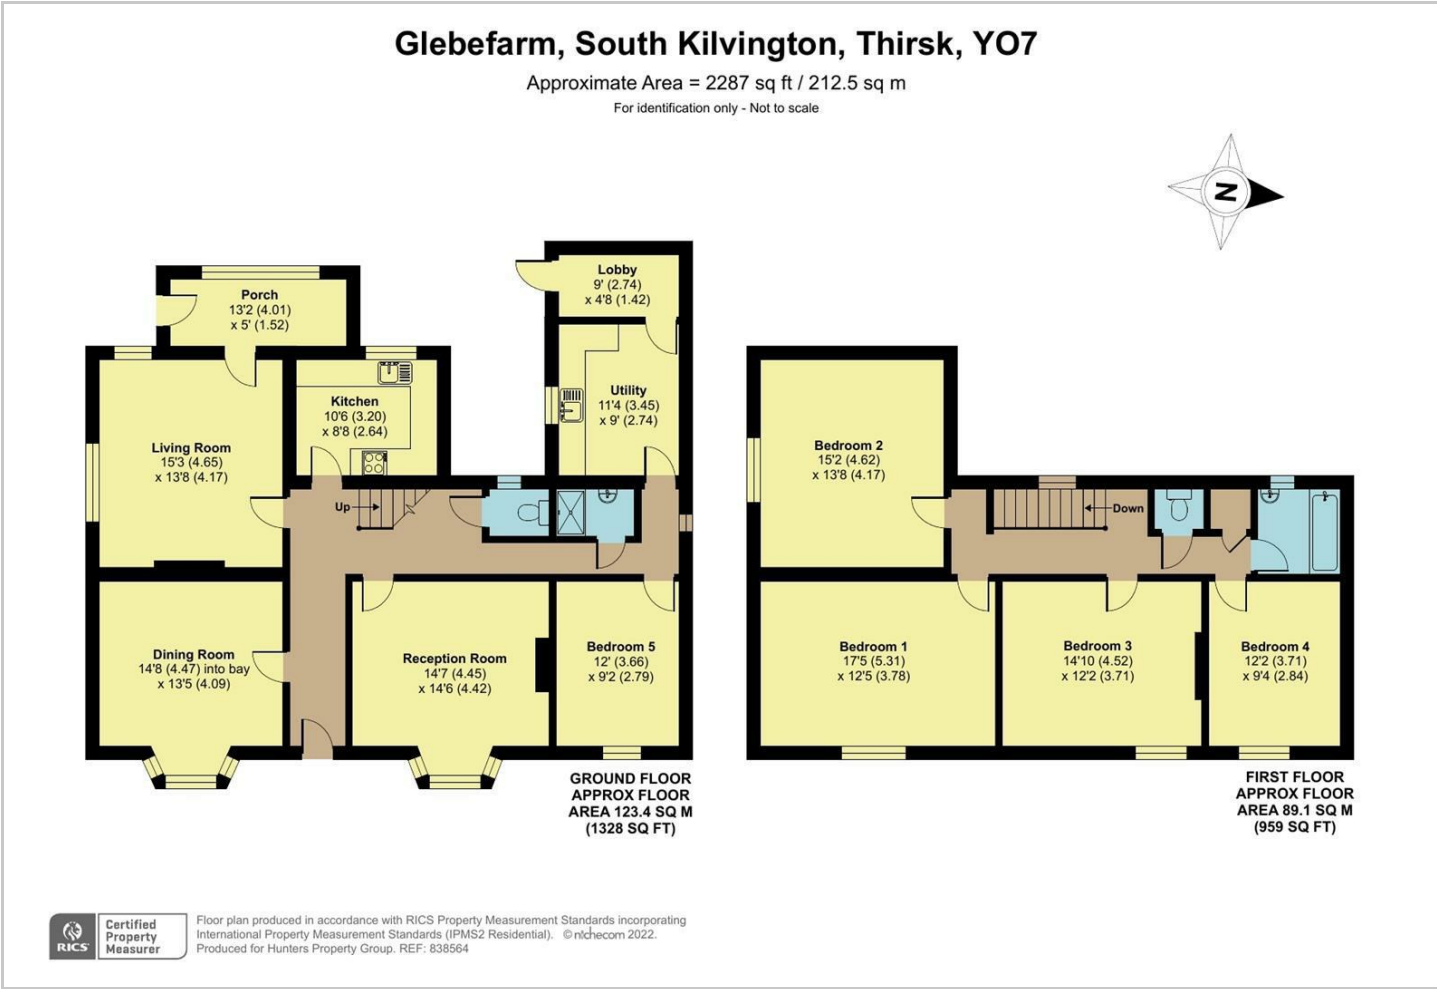 Glebefarm, South Kilvington, Thirsk, YO7
Approximate Area = 2287 sq ft / 212.5 sq m
For identification only - Not to scale
N
Lobby
9' (2.74)
x 4'8 (1.42)
Porch
13'2 (4.01)
x 5' (1.52)
Utility
11'4 (3.45)
x 9' (2.74)
Kitchen
10'6 (3.20)
x 8'8 (2.64)
Living Room
15'3 (4.65)
x 13'8 (4.17)
Up
Dining Room
14'8 (4.47) into bay
x 13'5 (4.09)
Reception Room
14'7 (4.45)
x 14'6 (4.42)
Bedroom 5
12' (3.66)
x 9'2 (2.79)
GROUND FLOOR
APPROX FLOOR
AREA 123.4 SQ M
(1328 SQ FT)
Bedroom 2
15'2 (4.62)
x 13'8 (4.17)
Down
Bedroom 1
17'5 (5.31)
x 12'5 (3.78)
Bedroom 3
14'10 (4.52)
x 12'2 (3.71)
Bedroom 4
12'2 (3.71)
x 9'4 (2.84)
FIRST FLOOR
APPROX FLOOR
AREA 89.1 SQ M
(959 SQ FT)
RICS
Certified
Property
Measurer
Floor plan produced in accordance with RICS Property Measurement Standards incorporating
International Property Measurement Standards (IPMS2 Residential). © nichecom 2022.
Produced for Hunters Property Group. REF: 838564